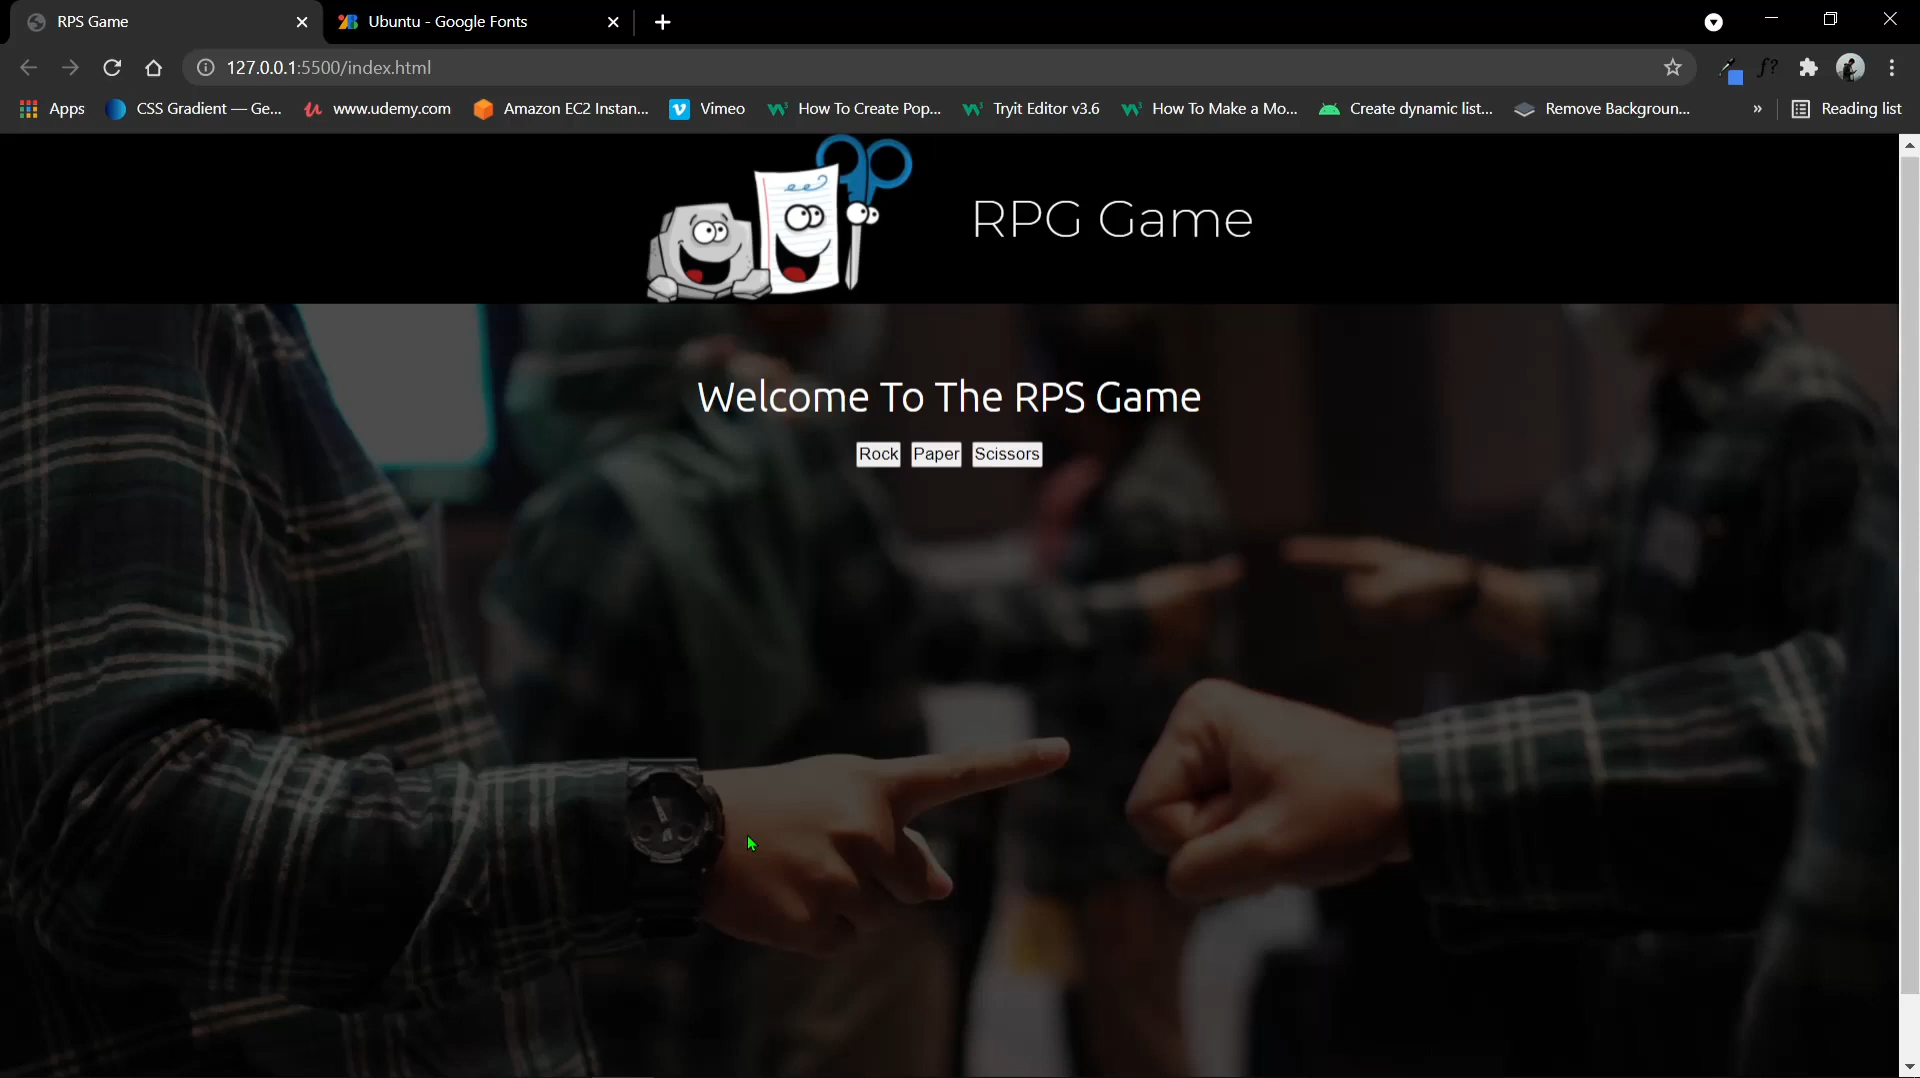 RPS Game
Ubuntu - Google Fonts
127.0.0.1:5500/index.html
f?
Apps
CSS Gradient — Ge...
www.udemy.com
Amazon EC2 Instan...
Vimeo
How To Create Pop...
Tryit Editor v3.6
How To Make a Mo...
Create dynamic list...
Remove Backgroun...
»
Reading list
RPG Game
Welcome To The RPS Game
Rock Paper Scissors